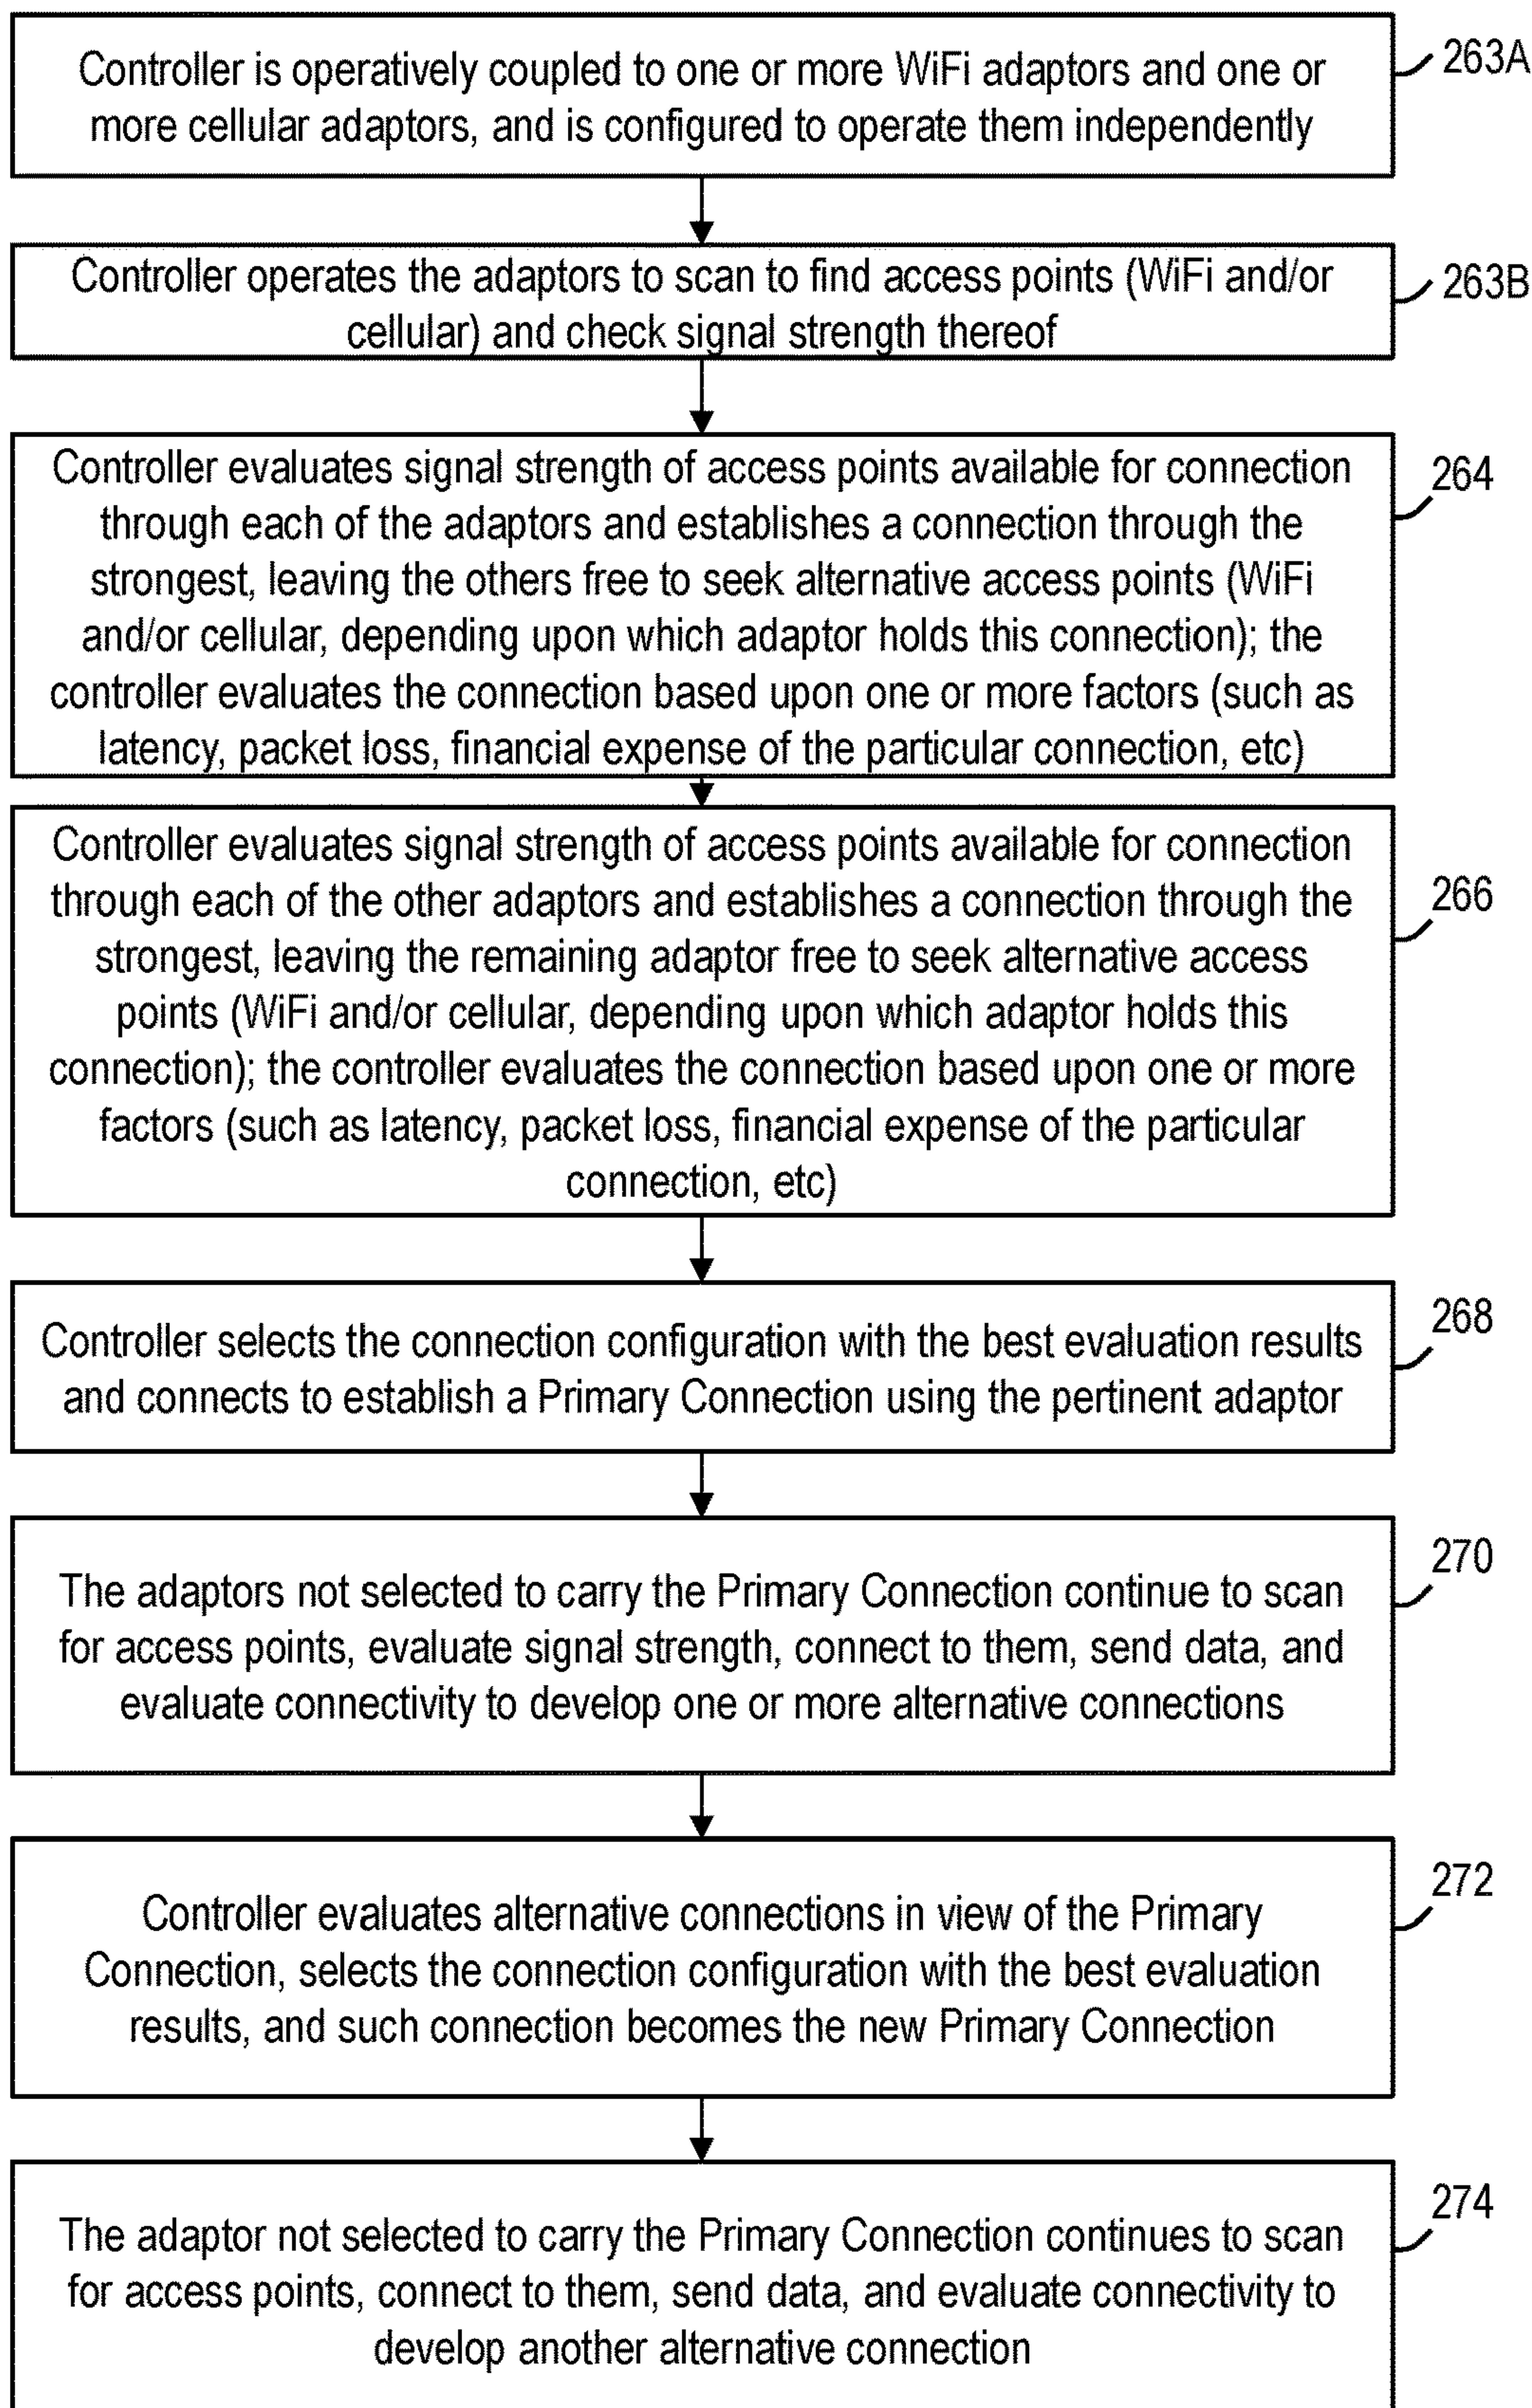 Controller is operatively coupled to one or more WiFi adaptors and one or
more cellular adaptors, and is configured to operate them independently
263A
Controller operates the adaptors to scan to find access points (WiFi and/or
cellular) and check signal strength thereof
263B
Controller evaluates signal strength of access points available for connection
through each of the adaptors and establishes a connection through the
strongest, leaving the others free to seek alternative access points (WiFi
and/or cellular, depending upon which adaptor holds this connection); the
controller evaluates the connection based upon one or more factors (such as
latency, packet loss, financial expense of the particular connection, etc)
264
Controller evaluates signal strength of access points available for connection
through each of the other adaptors and establishes a connection through the
strongest, leaving the remaining adaptor free to seek alternative access
points (WiFi and/or cellular, depending upon which adaptor holds this
connection); the controller evaluates the connection based upon one or more
factors (such as latency, packet loss, financial expense of the particular
connection, etc)
266
Controller selects the connection configuration with the best evaluation results
and connects to establish a Primary Connection using the pertinent adaptor
268
The adaptors not selected to carry the Primary Connection continue to scan
for access points, evaluate signal strength, connect to them, send data, and
evaluate connectivity to develop one or more alternative connections
270
Controller evaluates alternative connections in view of the Primary
Connection, selects the connection configuration with the best evaluation
results, and such connection becomes the new Primary Connection
272
The adaptor not selected to carry the Primary Connection continues to scan
for access points, connect to them, send data, and evaluate connectivity to
develop another alternative connection
274